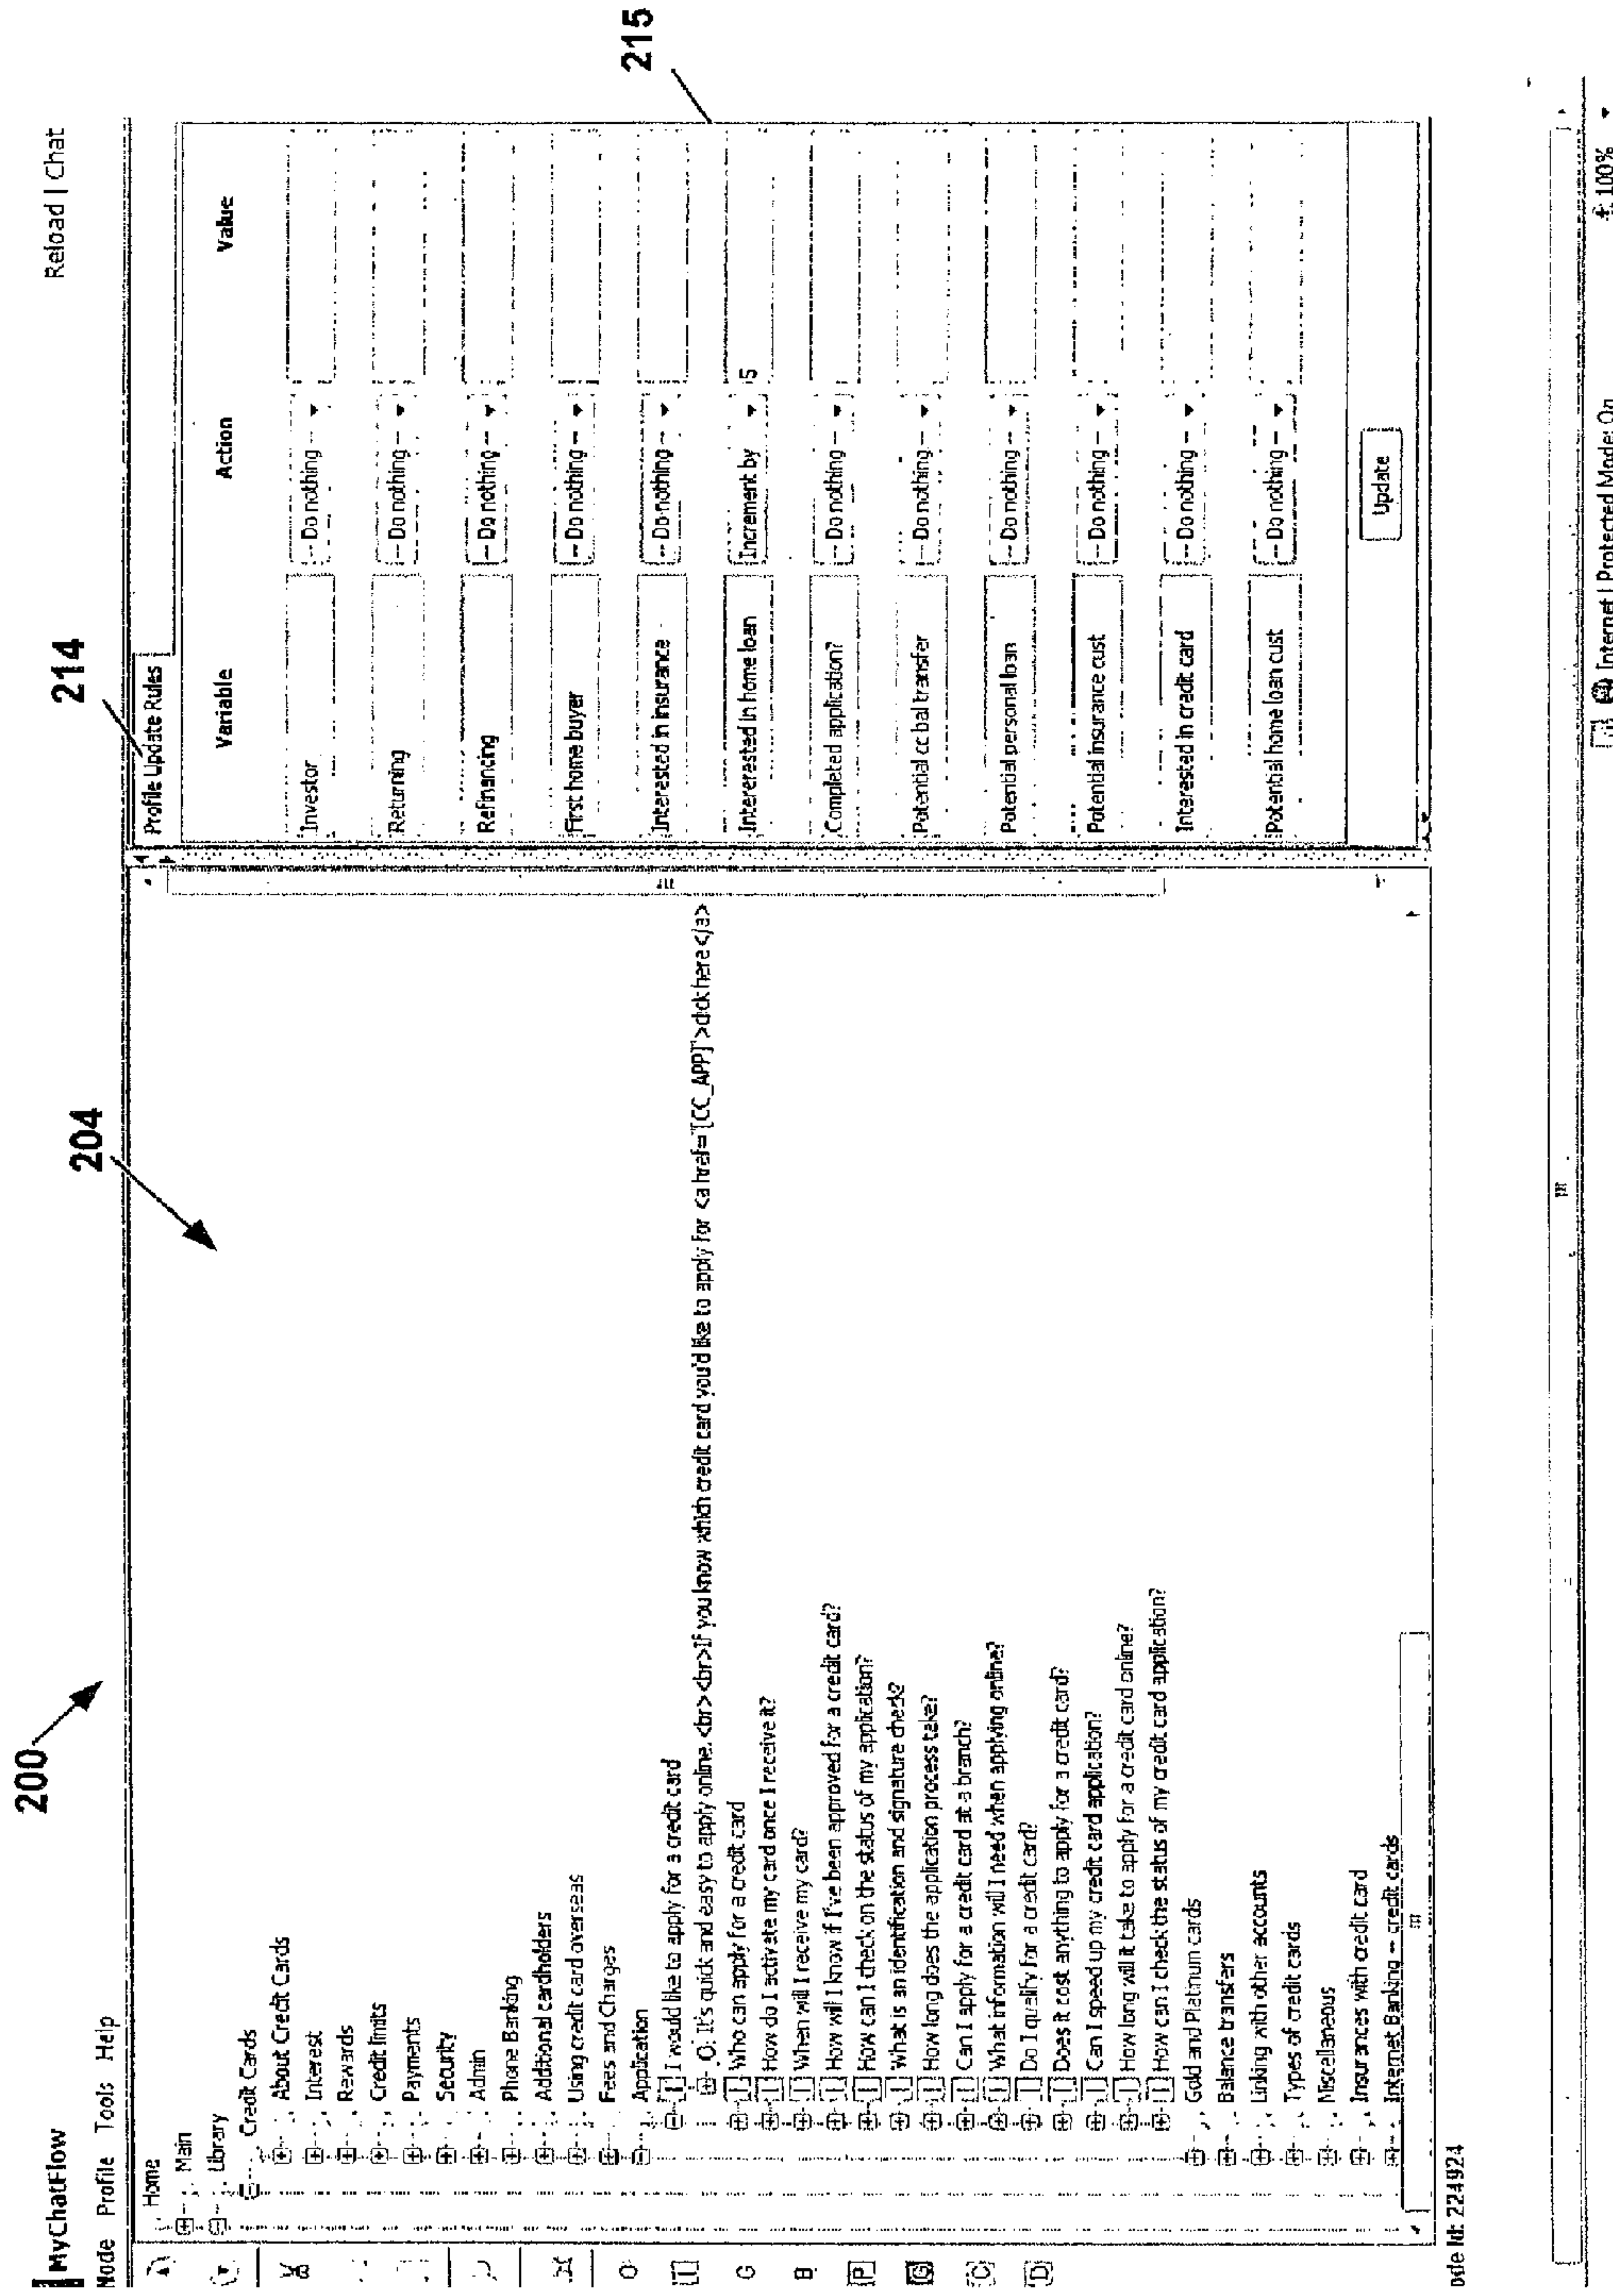 200
204
214
215
MyChatFlow
Reload | Chat
Node Profile Tools Help
Home
Main
Library
Credit Cards
About Credit Cards
Interest
Rewards
Credit limits
Payments
Security
Admin
Phone Banking
Additional cardholders
Using credit card overseas
Fees and Charges
Application
[I] I would like to apply for a credit card
O: It's quick and easy to apply online. <br><br>If you know which credit card you'd like to apply for <a href='[CC_APP]'>click here </a>
[I] Who can apply for a credit card
[I] How do I activate my card once I receive it?
[I] When will I receive my card?
[I] How will I know if I've been approved for a credit card?
[I] How can I check on the status of my application?
[I] What is an identification and signature check?
[I] How long does the application process take?
[I] Can I apply for a credit card at a branch?
[I] What information will I need when applying online?
[I] Do I qualify for a credit card?
[I] Does it cost anything to apply for a credit card?
[I] Can I speed up my credit card application?
[I] How long will it take to apply for a credit card online?
[I] How can I check the status of my credit card application?
Gold and Platinum cards
Balance transfers
Linking with other accounts
Types of credit cards
Miscellaneous
Insurances with credit card
Internet Banking -- credit cards
Profile Update Rules
Variable Action Value
Investor -- Do nothing --
Returning -- Do nothing --
Refinancing -- Do nothing --
First home buyer -- Do nothing --
Interested in insurance -- Do nothing --
Intererested in home loan Increment by 5
Completed application? -- Do nothing --
Potential cc bal transfer -- Do nothing --
Potential personal loan -- Do nothing --
Potential insurance cust -- Do nothing --
Interested in credit card -- Do nothing --
Potential home loan cust -- Do nothing --
Update
ode Id: 224924
Internet | Protected Mode: On 100%